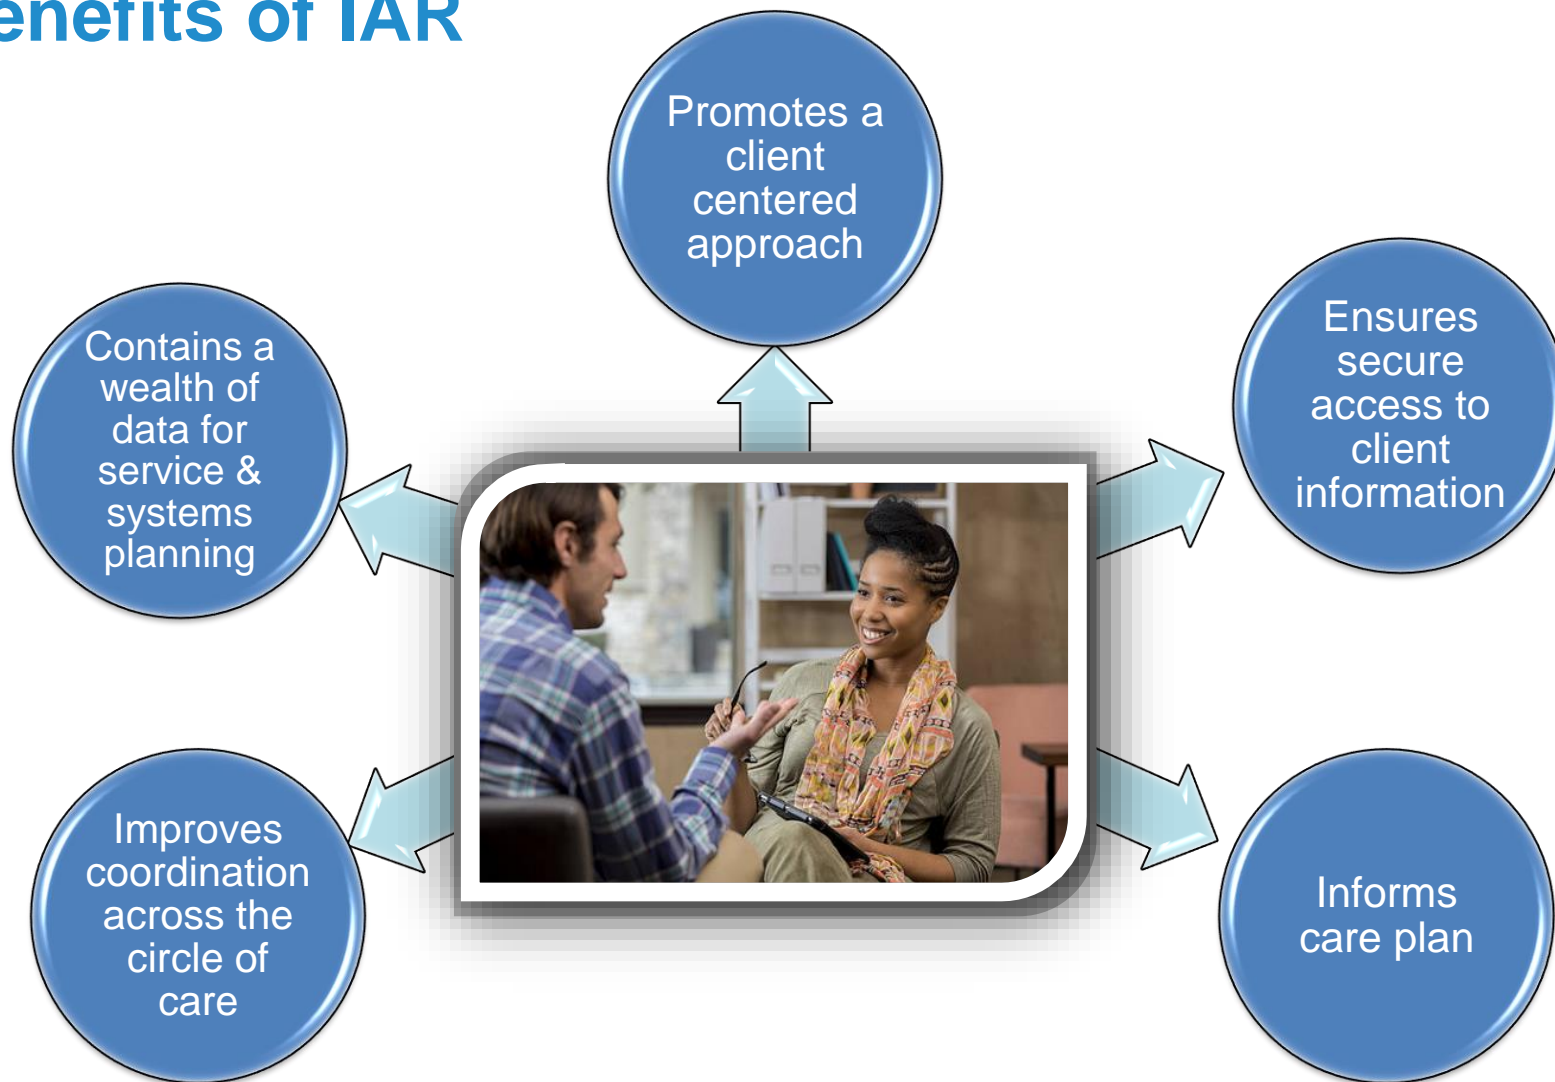 enefits of IAR
Promotes a
client
centered
approach
Ensures
secure
access to
client
information
Informs
care plan
Improves
coordination
across the
circle of
care
Contains a
wealth of
data for
service &
systems
planning